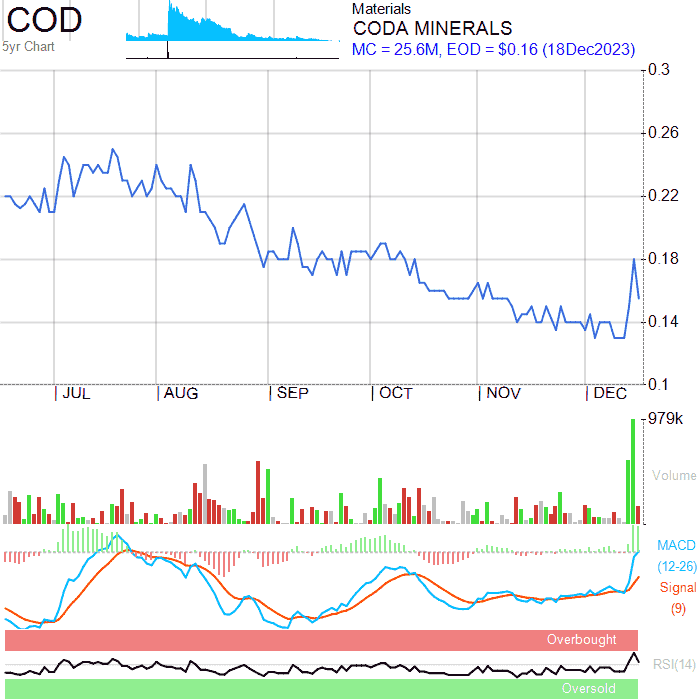 COD
5yr Chart
Materials
CODA MINERALS
MC = 25.6M, EOD = $0.16 (18Dec2023)
0.3
0.26
0.22
0.18
0.14
0.1
JUL AUG SEP OCT NOV DEC
979k
Volume
MACD
(12-26)
Signal
(9)
Overbought
RSI(14)
Oversold